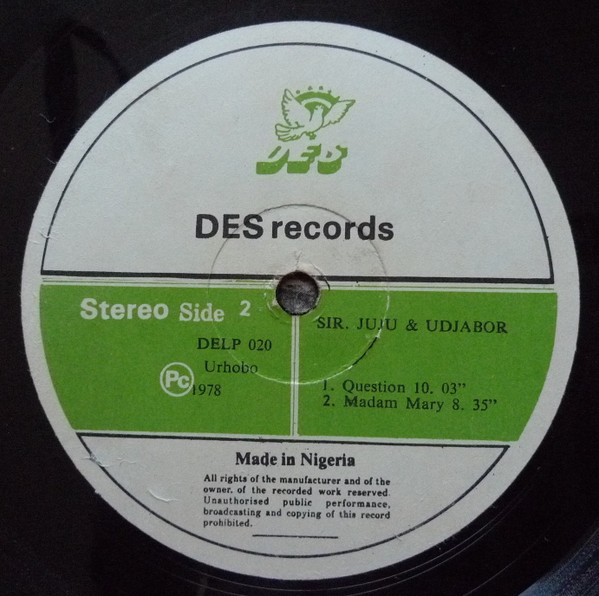 DES
DES records
Stereo Side 2
DELP 020
Urhobo
Pc 1978
SIR. JUJU & UDJABOR
1. Question 10. 03”
2. Madam Mary 8. 35”
Made in Nigeria
All rights of the manufacturer and of the
owner. of the recorded work reserved.
Unauthorised public performance,
broadcasting and copying of this record
prohibited.